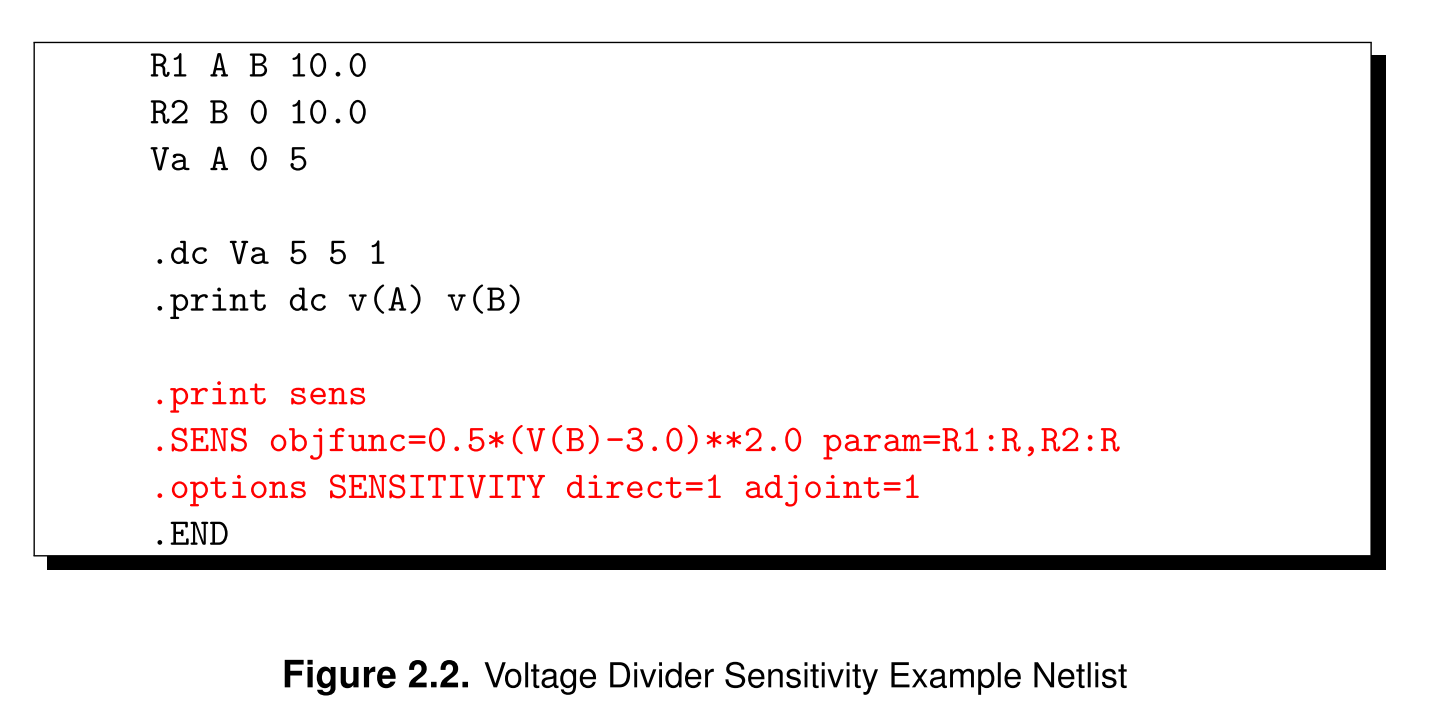 R1 A B 10.0
R2 B 0 10.0
Va A 0 5
.dc Va 5 5 1
.print dc v(A) v(B)
.print sens
.SENS objfunc=0.5*(V(B)-3.0)**2.0 param=R1:R,R2:R
.options SENSITIVITY direct=1 adjoint=1
.END
Figure 2.2. Voltage Divider Sensitivity Example Netlist